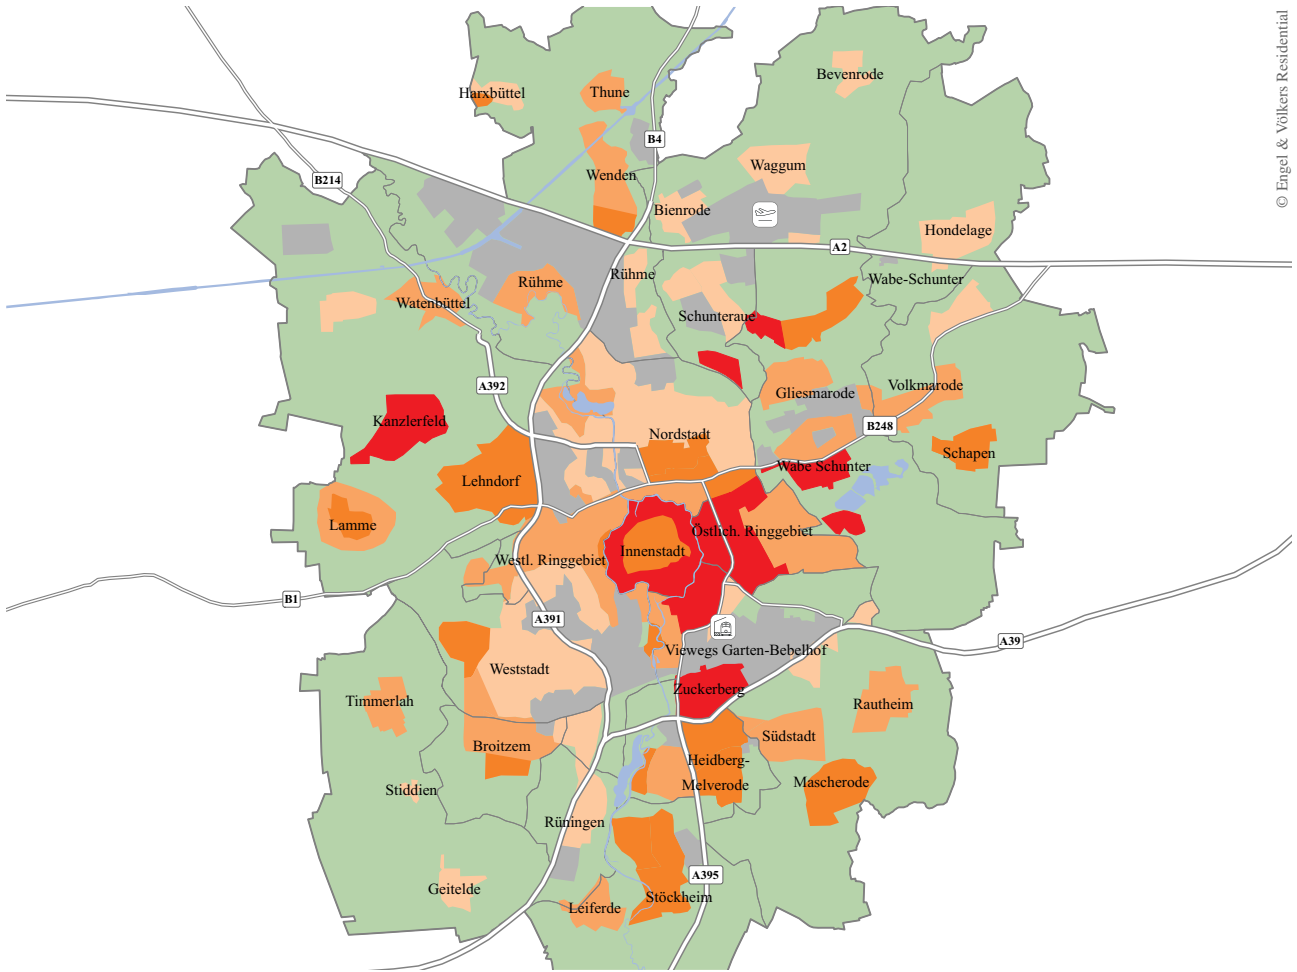 © Engel & Völkers Residential
Bevenrode
Harxbüttel
Thune
B4
Waggum
Wenden
B214
Bienrode
Hondelage
A2
Rühme
Wabe-Schunter
Rühme
Watenbüttel
Schunteraue
A392
Volkmarode
Gliesmarode
Kanzlerfeld
B248
Nordstadt
Schapen
Wabe Schunter
Lehndorf
Lamme
Östlich. Ringgebiet
Innenstadt
Westl. Ringgebiet
B1
A391
A39
Viewegs Garten-Bebelhof
Weststadt
Zuckerberg
Timmerlah
Rautheim
Südstadt
Broitzem
Heidberg-
Melverode
Mascherode
Stiddien
Rüningen
A395
Geitelde
Stöckheim
Leiferde